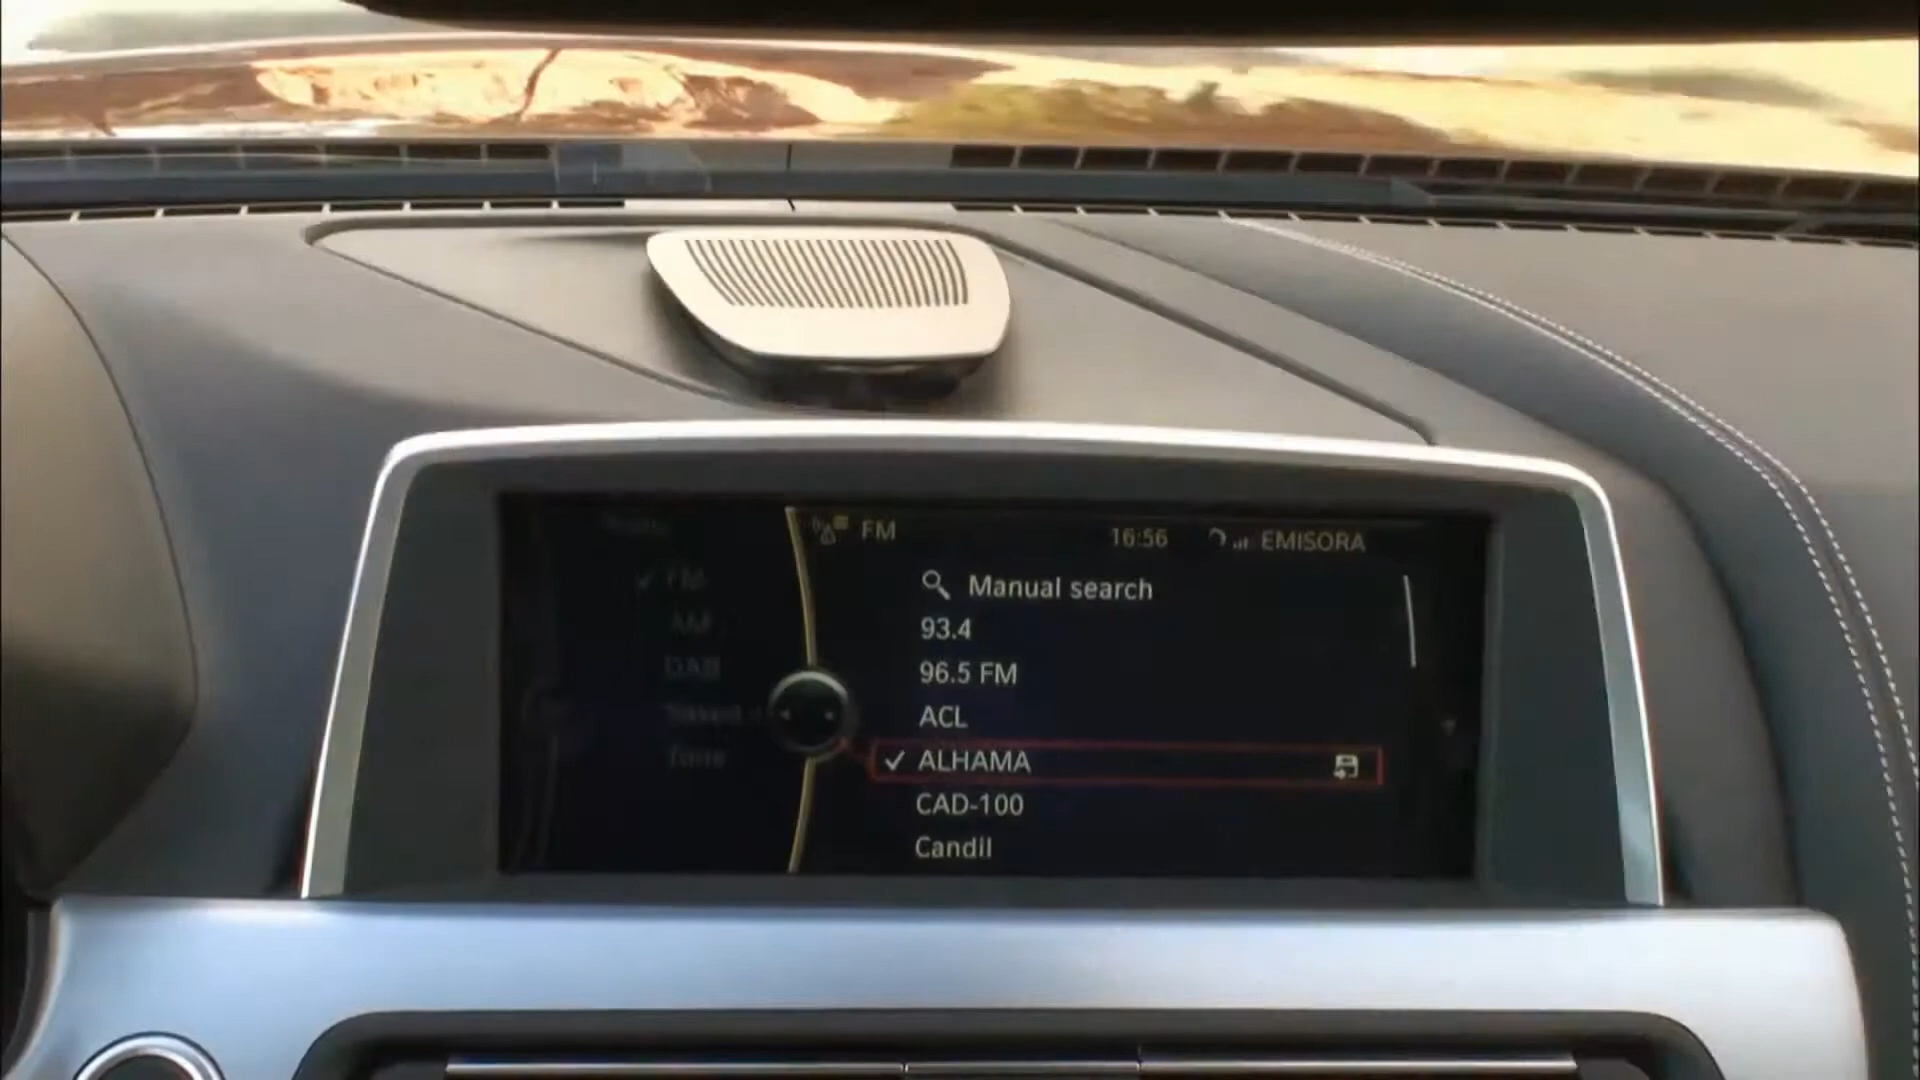 FM
16:56
EMISORA
Manual search
93.4
96.5 FM
ACL
ALHAMA
CAD-100
Candil
FM
AM
DAB
Tone